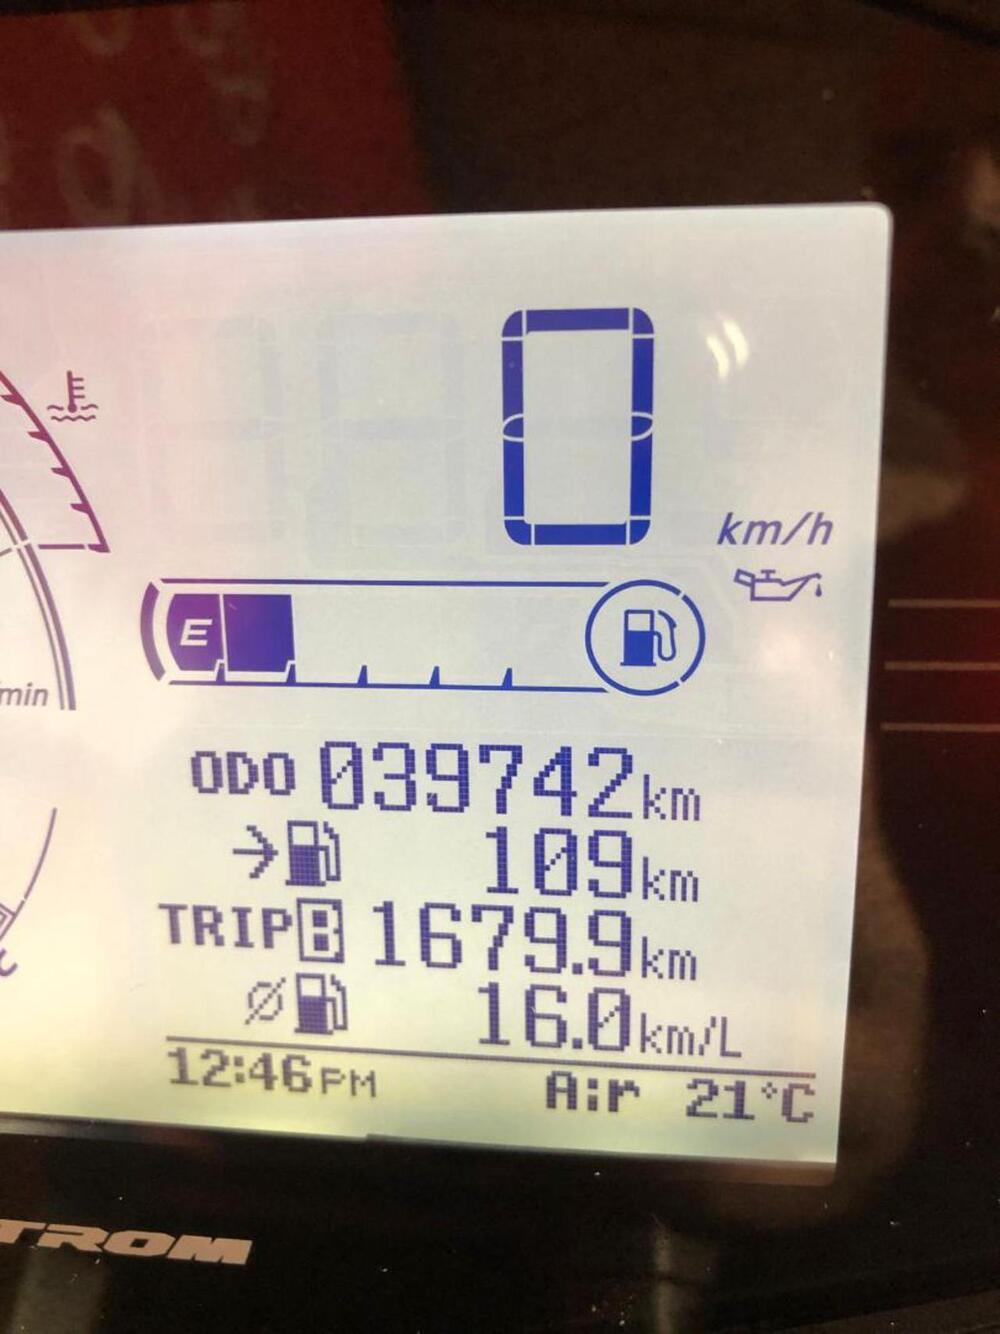 0
km/h
E
/min
ODO 039742km
109km
TRIP B 1679.9km
16.0km/L
12:46PM Air 21°C
TROM